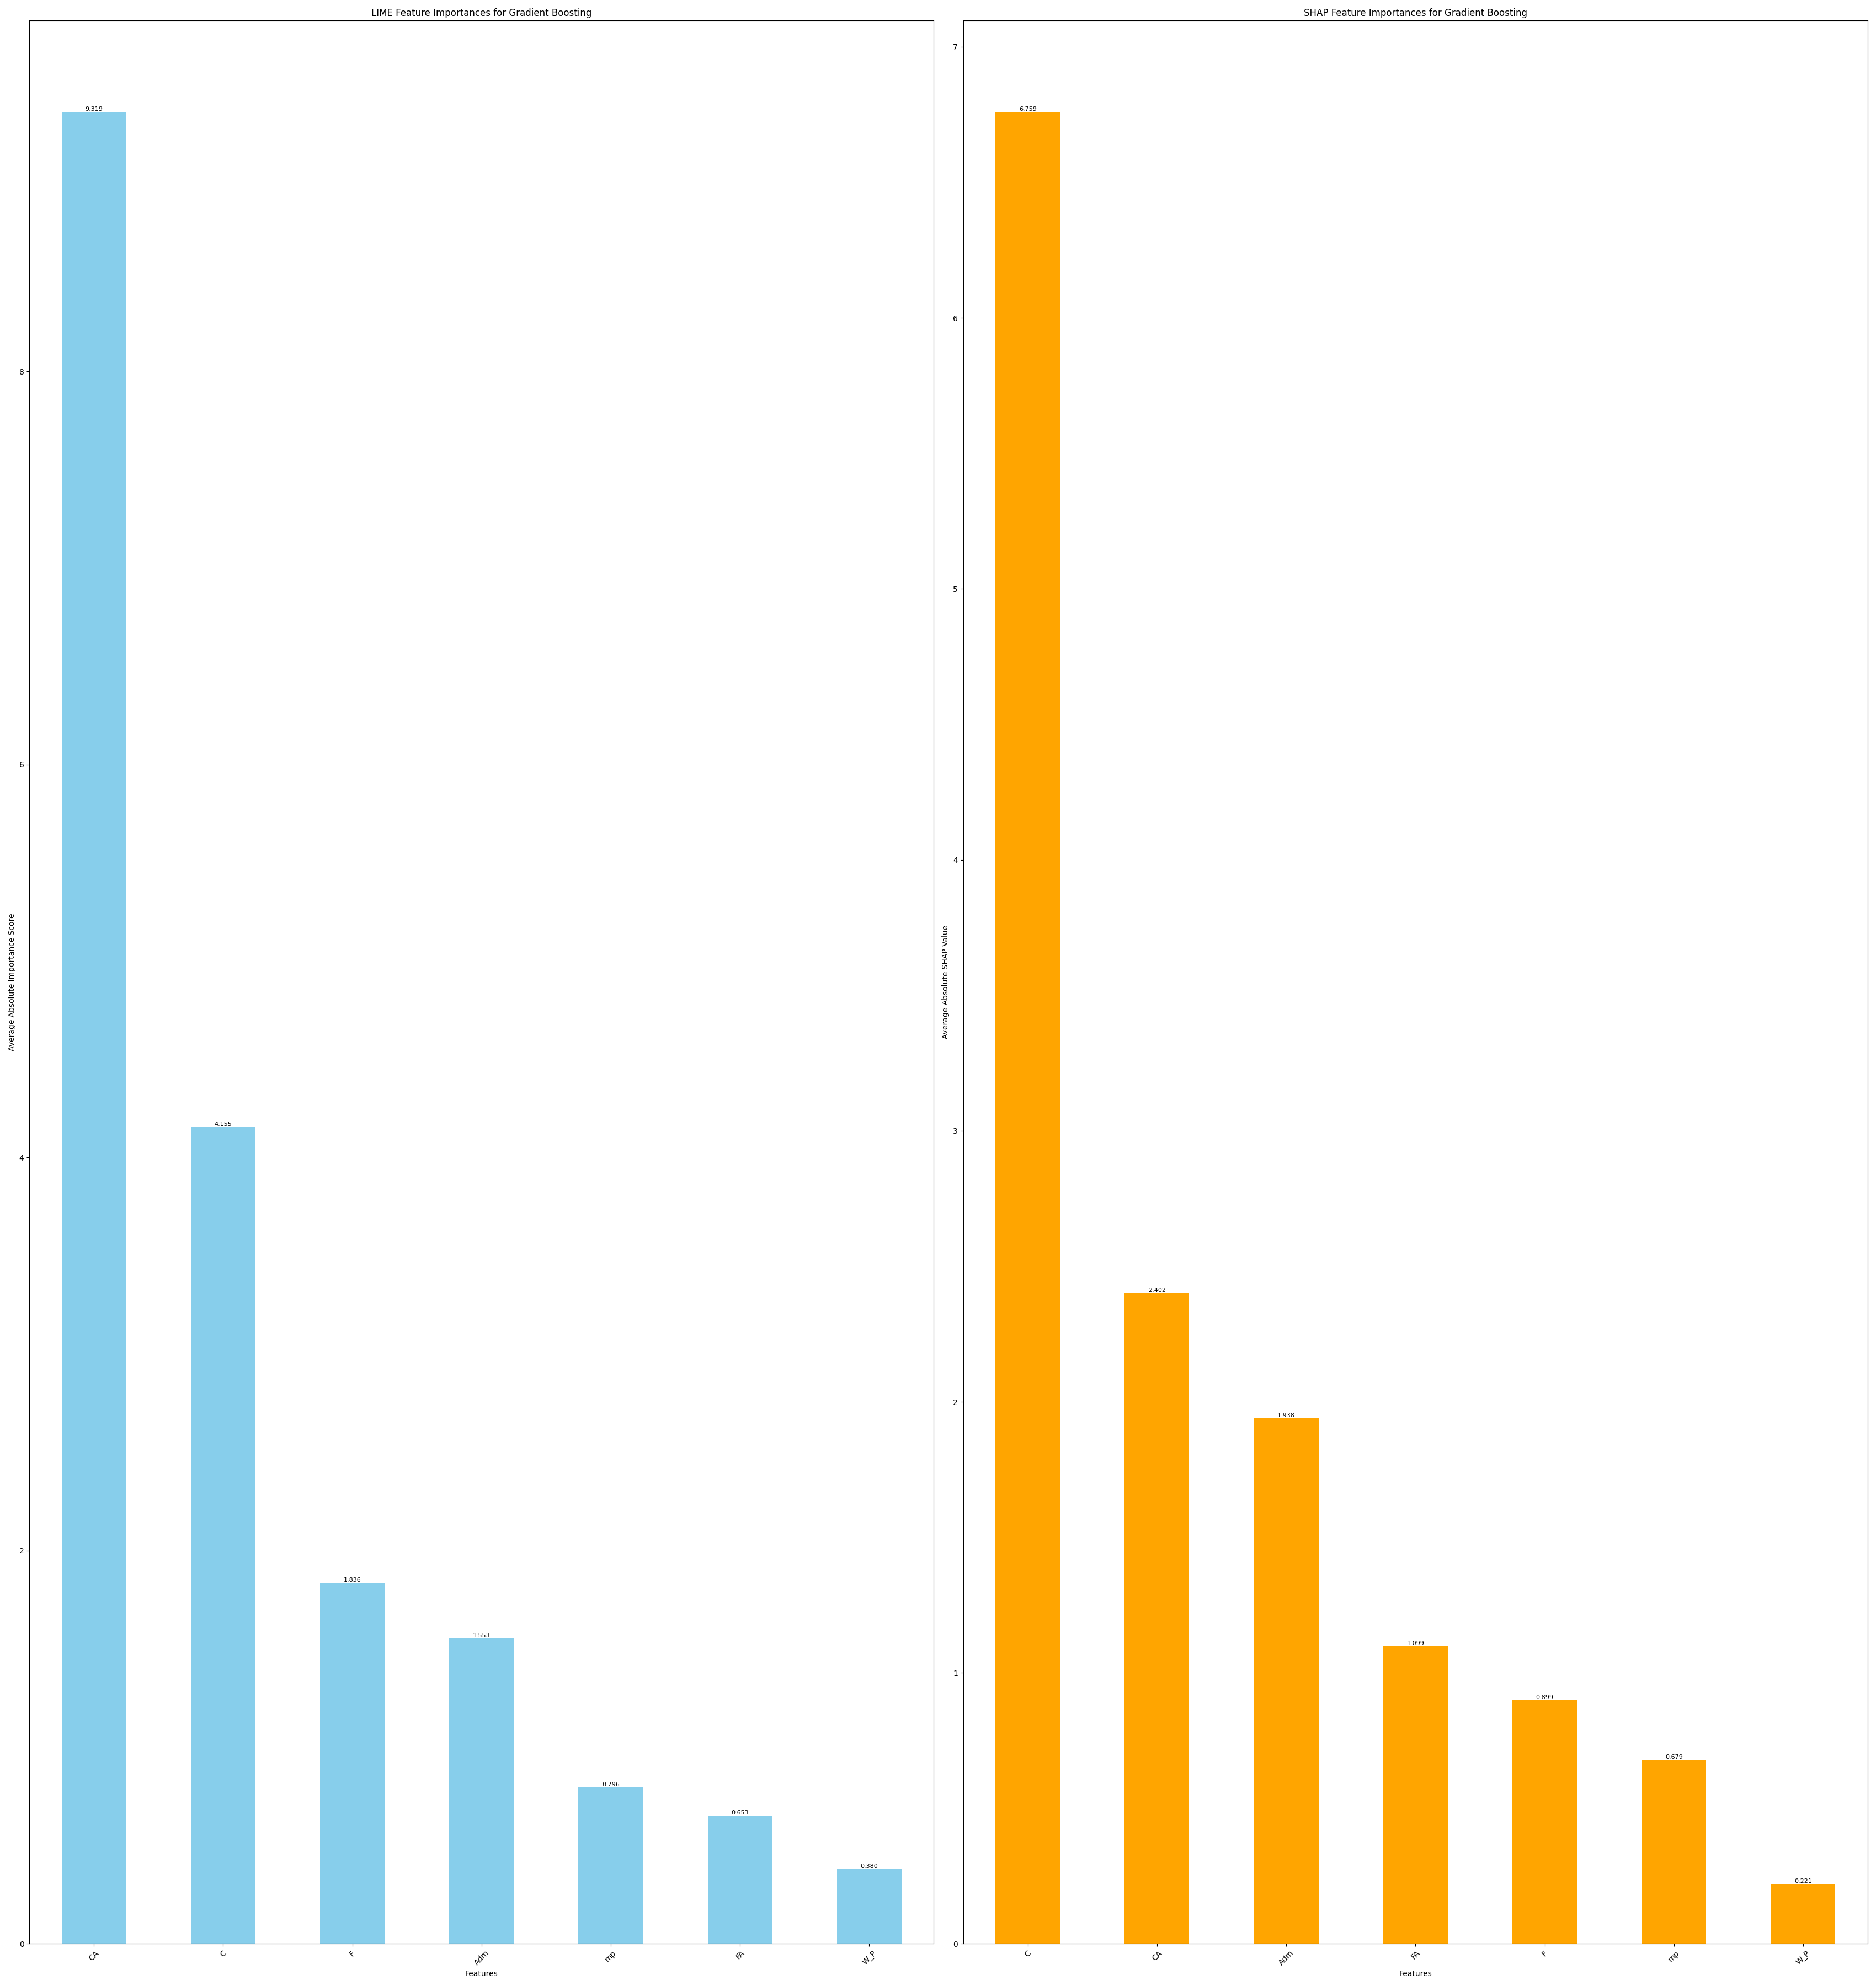 LIME Feature Importances for Gradient Boosting
Average Absolute Importance Score
8
6
4
2
0
9.319
4.155
1.836
1.553
0.796
0.653
0.380
CA
C
F
Adm
mp
FA
W_P
Features
SHAP Feature Importances for Gradient Boosting
Average Absolute SHAP Value
7
6
5
4
3
2
1
0
6.759
2.402
1.938
1.099
0.899
0.679
0.221
C
CA
Adm
FA
F
mp
W_P
Features